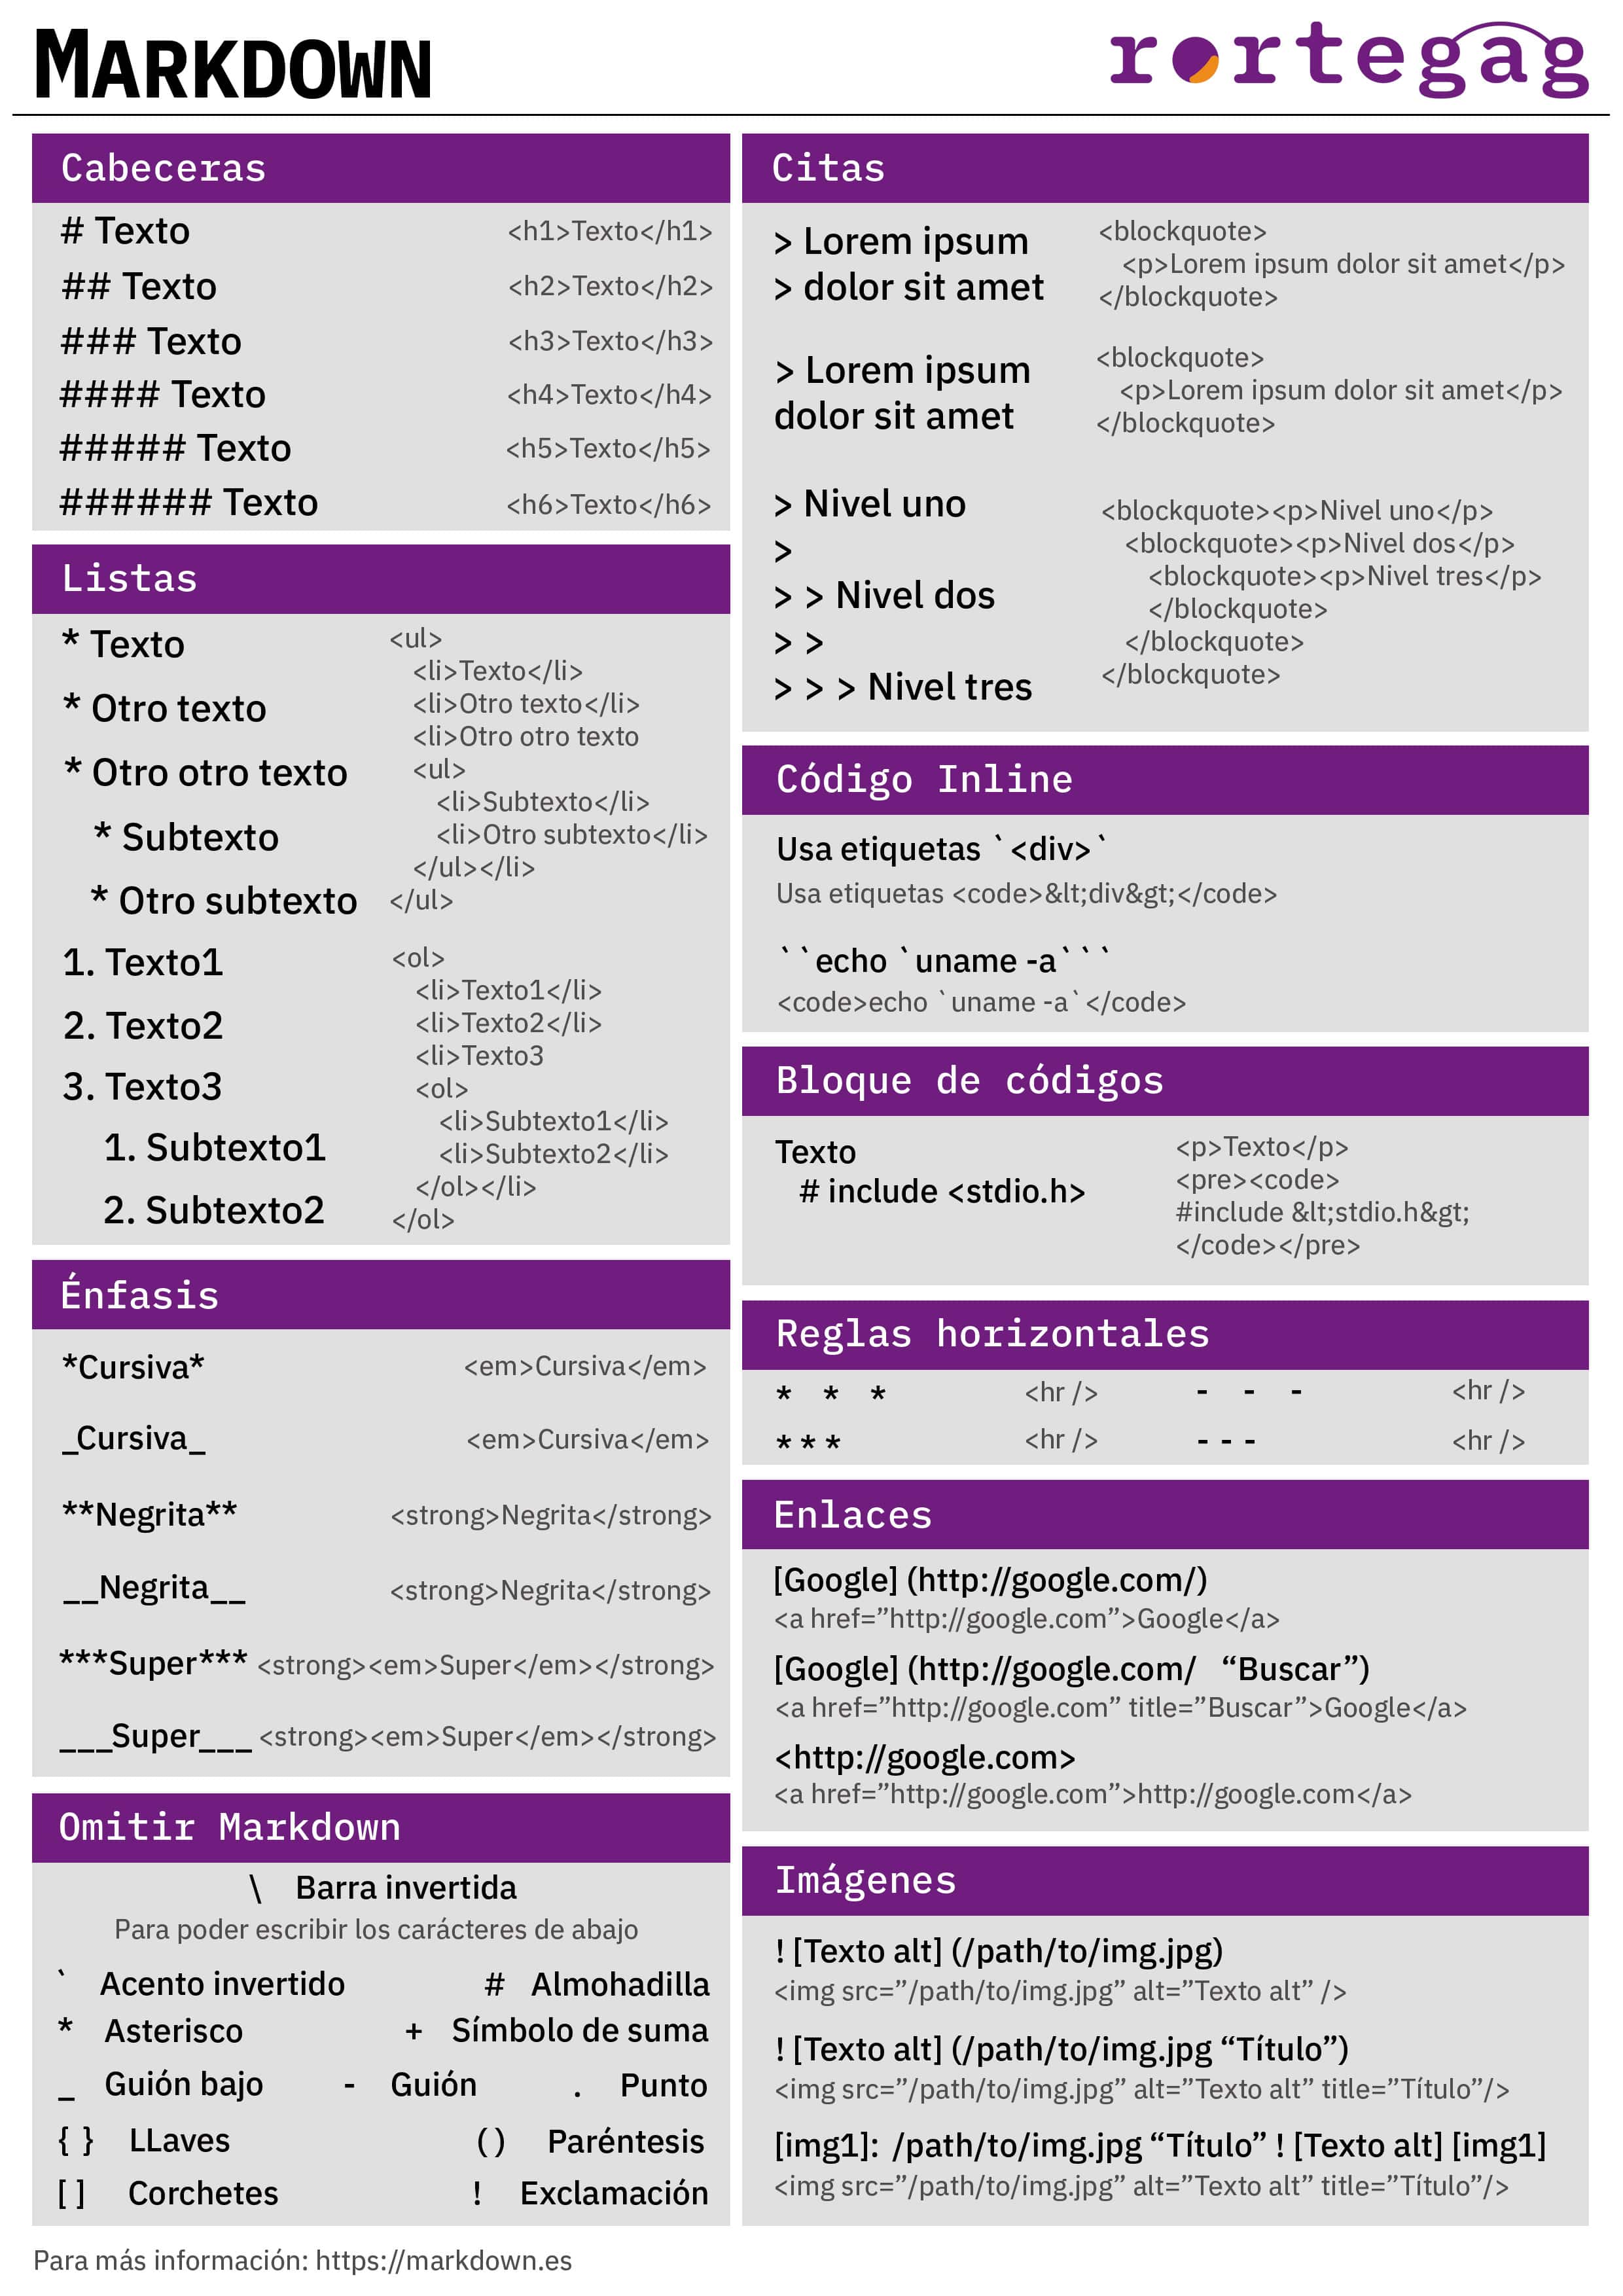 MARKDOWN
rortegag
Cabeceras
# Texto <h1>Texto</h1>
## Texto <h2>Texto</h2>
### Texto <h3>Texto</h3>
#### Texto <h4>Texto</h4>
##### Texto <h5>Texto</h5>
###### Texto <h6>Texto</h6>
Listas
* Texto
* Otro texto
* Otro otro texto
* Subtexto
* Otro subtexto
<ul>
<li>Texto</li>
<li>Otro texto</li>
<li>Otro otro texto
<ul>
<li>Subtexto</li>
<li>Otro subtexto</li>
</ul></li>
</ul>
1. Texto1
2. Texto2
3. Texto3
1. Subtexto1
2. Subtexto2
<ol>
<li>Texto1</li>
<li>Texto2</li>
<li>Texto3
<ol>
<li>Subtexto1</li>
<li>Subtexto2</li>
</ol></li>
</ol>
Énfasis
*Cursiva* <em>Cursiva</em>
_Cursiva_ <em>Cursiva</em>
**Negrita** <strong>Negrita</strong>
__Negrita__ <strong>Negrita</strong>
***Super*** <strong><em>Super</em></strong>
___Super___ <strong><em>Super</em></strong>
Omitir Markdown
\ Barra invertida
Para poder escribir los carácteres de abajo
` Acento invertido # Almohadilla
* Asterisco + Símbolo de suma
_ Guión bajo - Guión . Punto
{ } LLaves ( ) Paréntesis
[ ] Corchetes ! Exclamación
Citas
> Lorem ipsum
> dolor sit amet
<blockquote>
<p>Lorem ipsum dolor sit amet</p>
</blockquote>
> Lorem ipsum
dolor sit amet
<blockquote>
<p>Lorem ipsum dolor sit amet</p>
</blockquote>
> Nivel uno
>
> > Nivel dos
> >
> > > Nivel tres
<blockquote><p>Nivel uno</p>
<blockquote><p>Nivel dos</p>
<blockquote><p>Nivel tres</p>
</blockquote>
</blockquote>
</blockquote>
Código Inline
Usa etiquetas `<div>`
Usa etiquetas <code>&lt;div&gt;</code>
``echo `uname -a```
<code>echo `uname -a`</code>
Bloque de códigos
Texto
# include <stdio.h>
<p>Texto</p>
<pre><code>
#include &lt;stdio.h&gt;
</code></pre>
Reglas horizontales
* * * <hr /> - - - <hr />
*** <hr /> --- <hr />
Enlaces
[Google] (http://google.com/)
<a href=”http://google.com”>Google</a>
[Google] (http://google.com/ “Buscar”)
<a href=”http://google.com” title=”Buscar”>Google</a>
<http://google.com>
<a href=”http://google.com”>http://google.com</a>
Imágenes
! [Texto alt] (/path/to/img.jpg)
<img src=”/path/to/img.jpg” alt=”Texto alt” />
! [Texto alt] (/path/to/img.jpg “Título”)
<img src=”/path/to/img.jpg” alt=”Texto alt” title=”Título”/>
[img1]: /path/to/img.jpg “Título” ! [Texto alt] [img1]
<img src=”/path/to/img.jpg” alt=”Texto alt” title=”Título”/>
Para más información: https://markdown.es